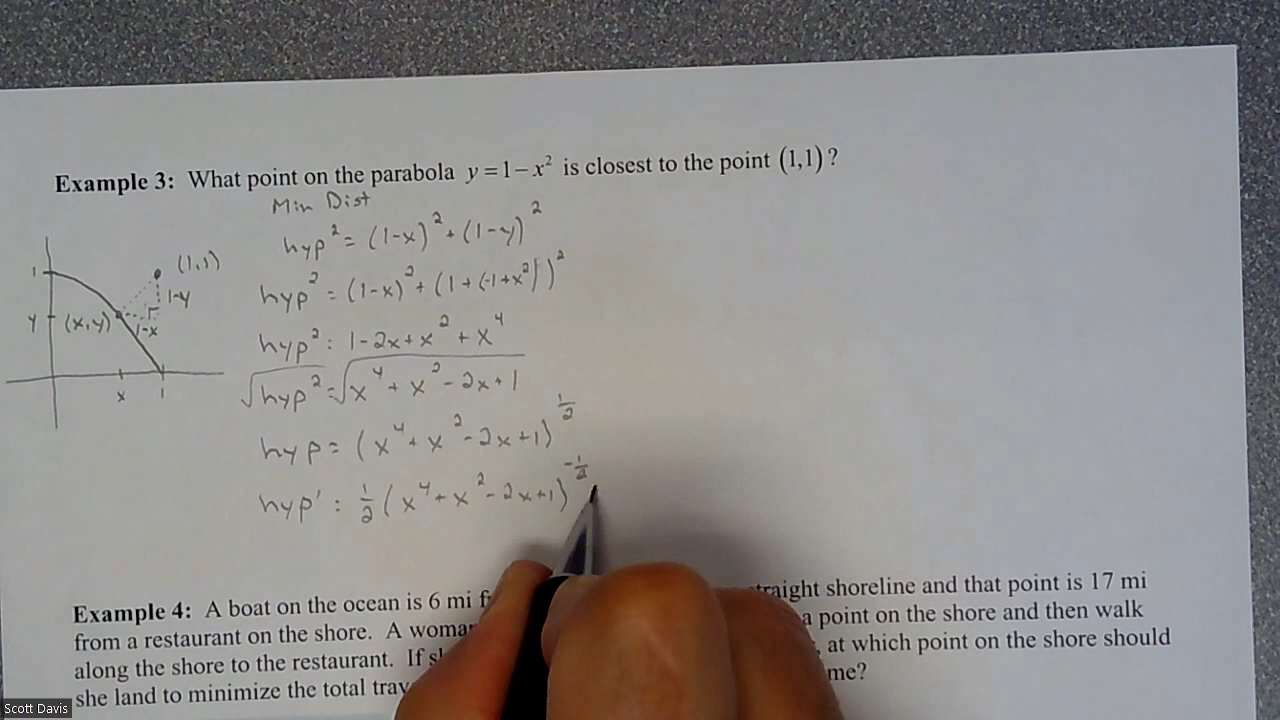 Example 3: What point on the parabola y = 1 − x² is closest to the point (1,1)?
Min Dist
hyp² = (1-x)² + (1-y)²
hyp² = (1-x)² + (1+(-1+x²))²
hyp² = 1-2x+x² + x⁴
√hyp² = √x⁴ + x² - 2x + 1
hyp = (x⁴ + x² - 2x + 1)^½
hyp' = ½(x⁴ + x² - 2x + 1)^-½
1
(1,1)
1-y
y
(x,y)
1-x
x
1
Example 4: A boat on the ocean is 6 mi straight shoreline and that point is 17 mi
from a restaurant on the shore. A a point on the shore and then walk
along the shore to the restaurant. If , at which point on the shore should
she land to minimize the total
Scott Davis